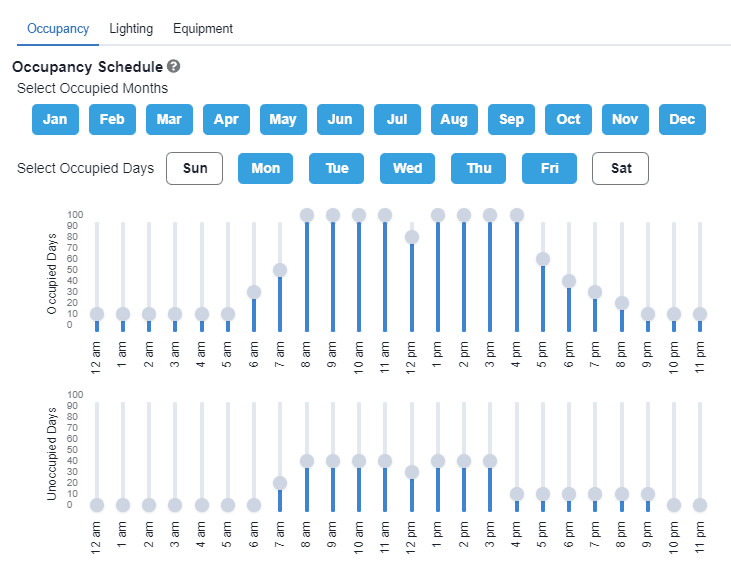 Occupancy Lighting Equipment
Occupancy Schedule ?
Select Occupied Months
Jan Feb Mar Apr May Jun Jul Aug Sep Oct Nov Dec
Select Occupied Days Sun Mon Tue Wed Thu Fri Sat
Occupied Days
100
90
80
70
60
50
40
30
20
10
0
12 am 1 am 2 am 3 am 4 am 5 am 6 am 7 am 8 am 9 am 10 am 11 am 12 pm 1 pm 2 pm 3 pm 4 pm 5 pm 6 pm 7 pm 8 pm 9 pm 10 pm 11 pm
Unoccupied Days
100
90
80
70
60
50
40
30
20
10
0
12 am 1 am 2 am 3 am 4 am 5 am 6 am 7 am 8 am 9 am 10 am 11 am 12 pm 1 pm 2 pm 3 pm 4 pm 5 pm 6 pm 7 pm 8 pm 9 pm 10 pm 11 pm